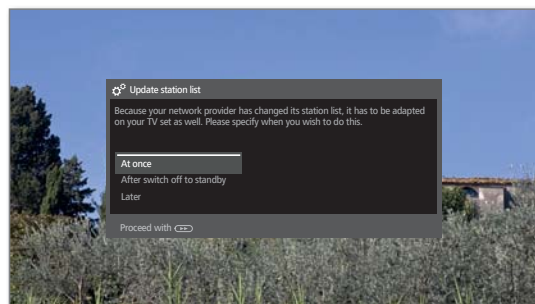 Update station list
Because your network provider has changed its station list, it has to be adapted
on your TV set as well. Please specify when you wish to do this.
At once
After switch off to standby
Later
Proceed with